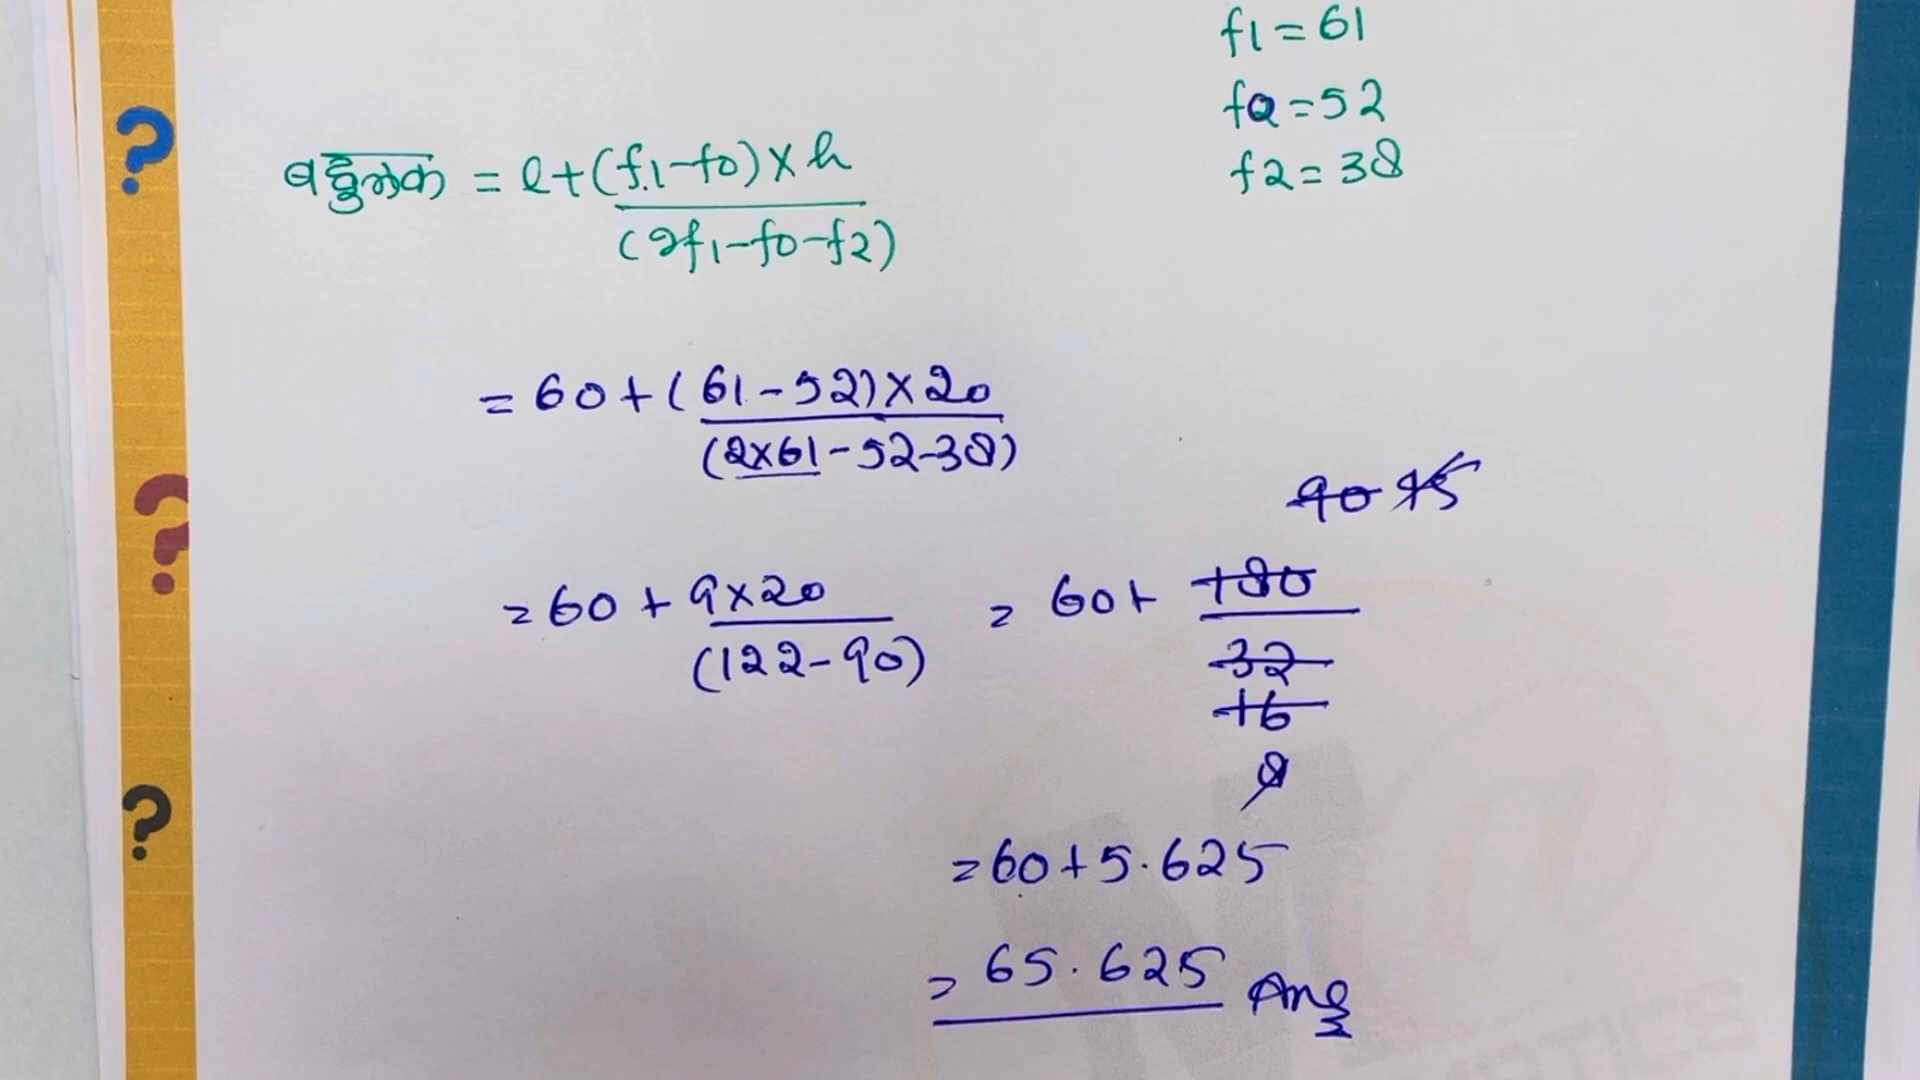 f1=61
f0=52
f2=38
बहुलक = l+(f1-f0)×h
(2f1-f0-f2)
=60+(61-52)×20
(2×61-52-38)
90 45
=60+9×20
(122-90)
=60+180
32
16
8
=60+5.625
=65.625 Ans